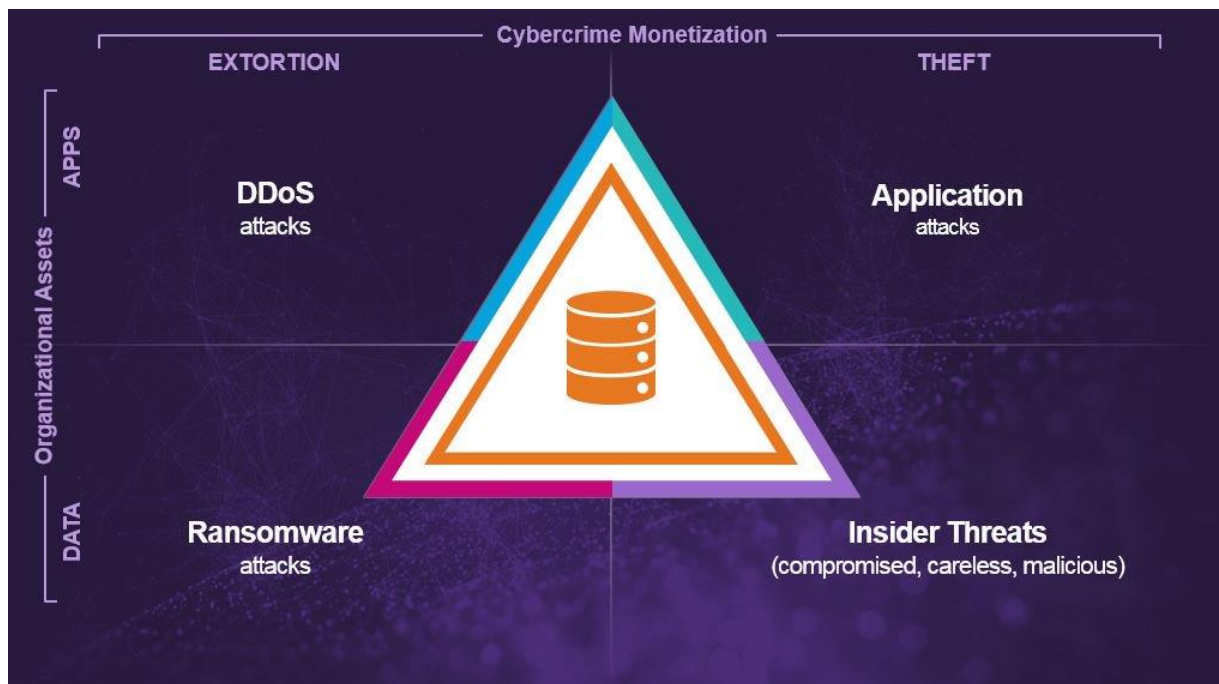 Cybercrime Monetization
EXTORTION
THEFT
Organizational Assets
APPS
DATA
DDoS
attacks
Application
attacks
Ransomware
attacks
Insider Threats
(compromised, careless, malicious)